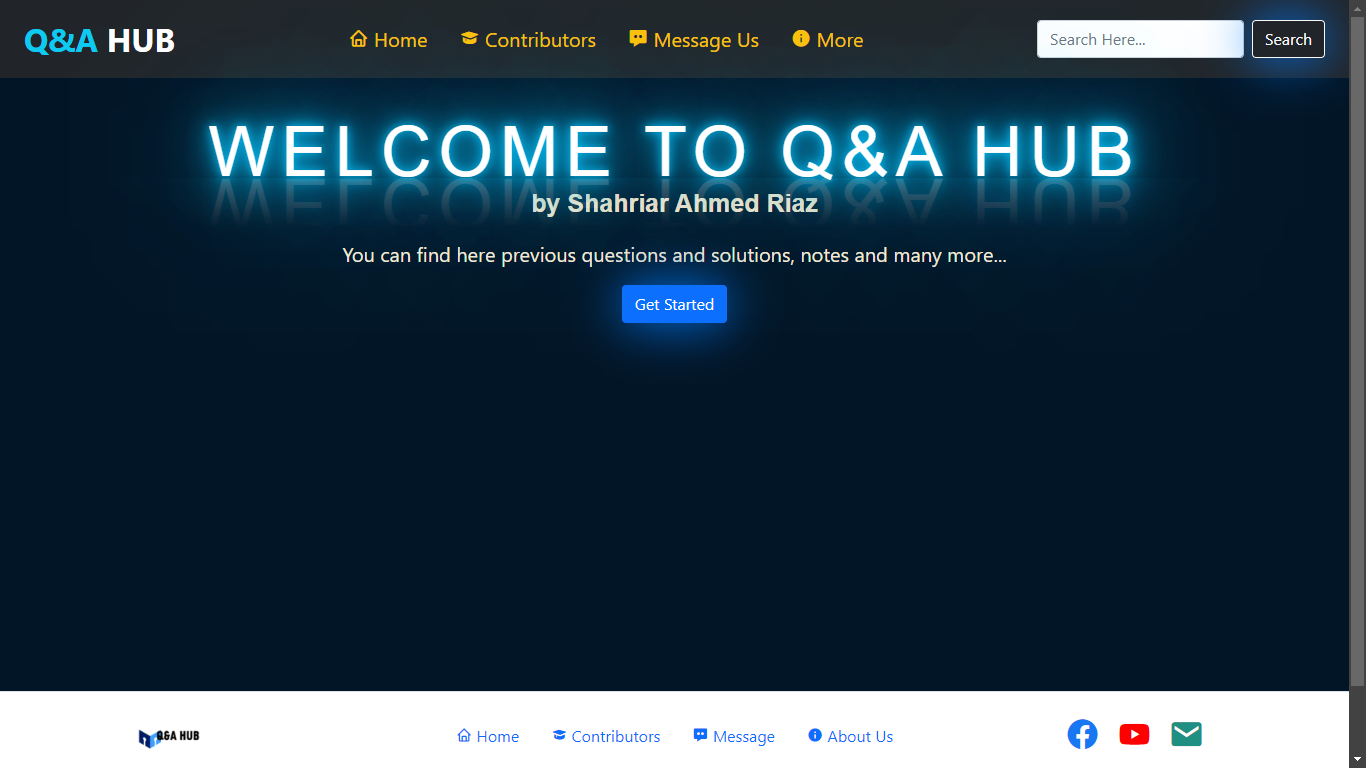 Q&A HUB Home Contributors Message Us More Search Here... Search
WELCOME TO Q&A HUB
by Shahriar Ahmed Riaz
You can find here previous questions and solutions, notes and many more...
Get Started
Q&A HUB Home Contributors Message About Us